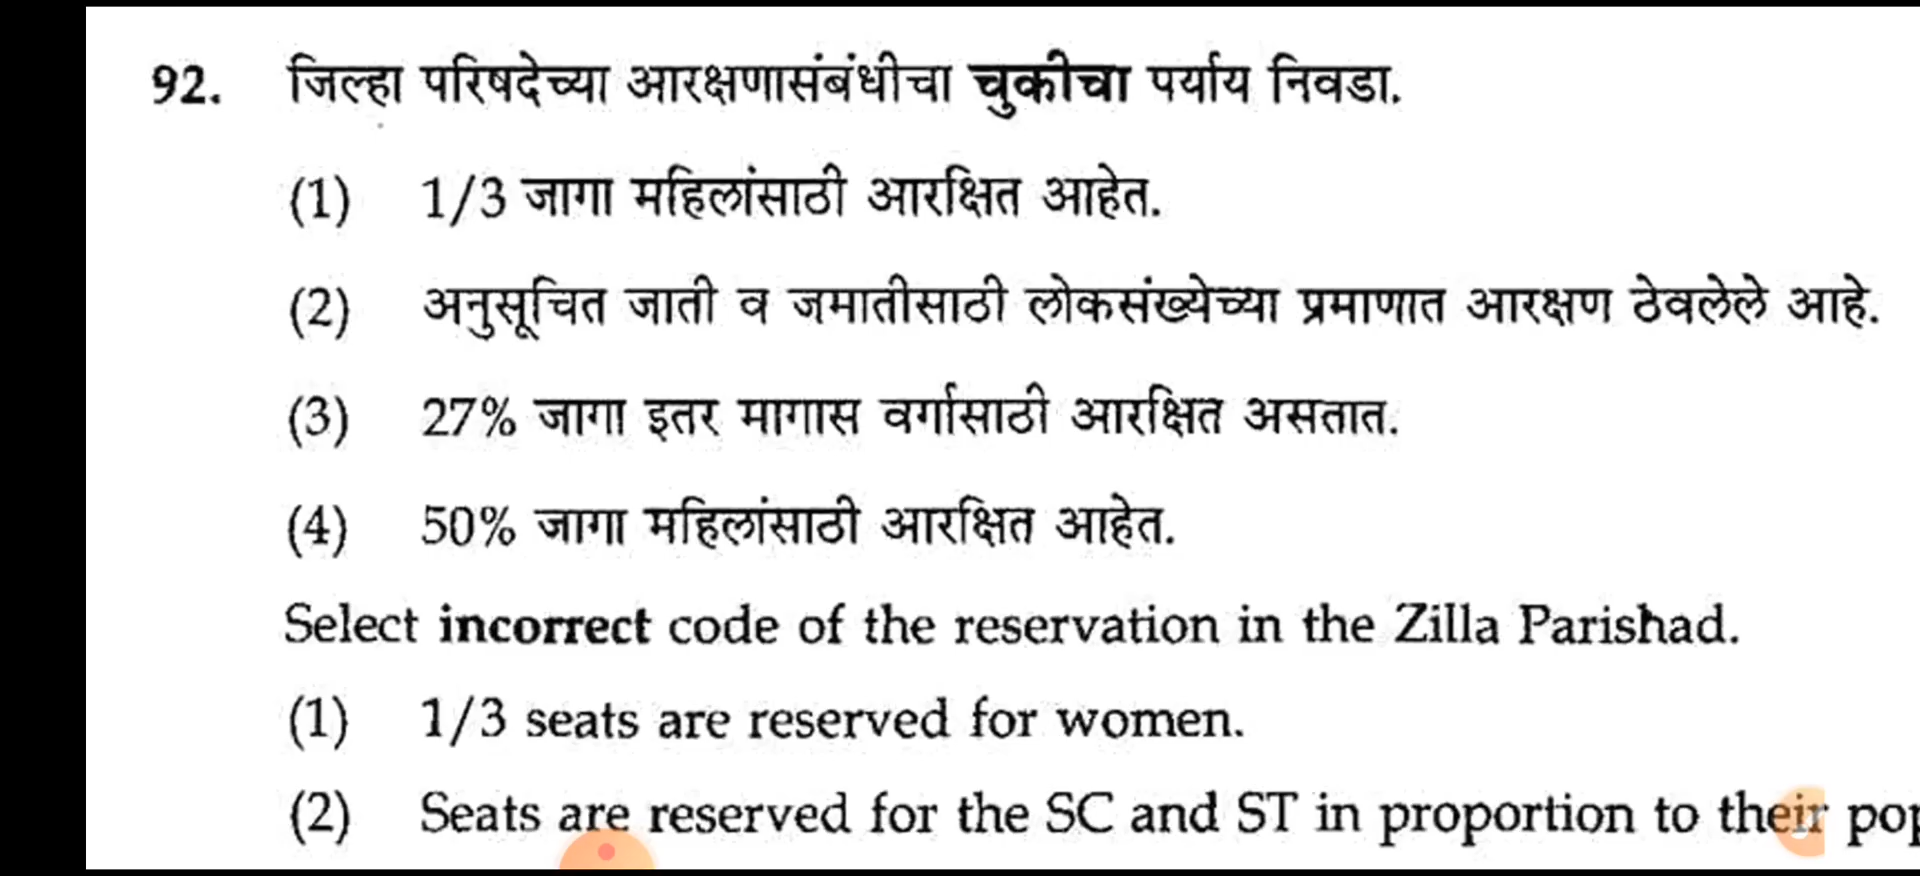 92. जिल्हा परिषदेच्या आरक्षणासंबंधीचा चुकीचा पर्याय निवडा.
(1) 1/3 जागा महिलांसाठी आरक्षित आहेत.
(2) अनुसूचित जाती व जमातीसाठी लोकसंख्येच्या प्रमाणात आरक्षण ठेवलेले आहे.
(3) 27% जागा इतर मागास वर्गासाठी आरक्षित असतात.
(4) 50% जागा महिलांसाठी आरक्षित आहेत.
Select incorrect code of the reservation in the Zilla Parishad.
(1) 1/3 seats are reserved for women.
(2) Seats are reserved for the SC and ST in proportion to their